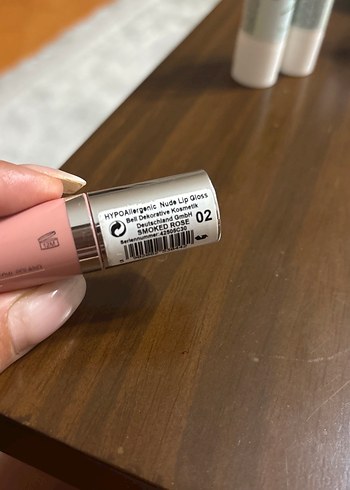 HYPOAllergenic Nude Lip Gloss
Bell Dekorative Kosmetik
Deutschland GmbH
SMOKED ROSE
02